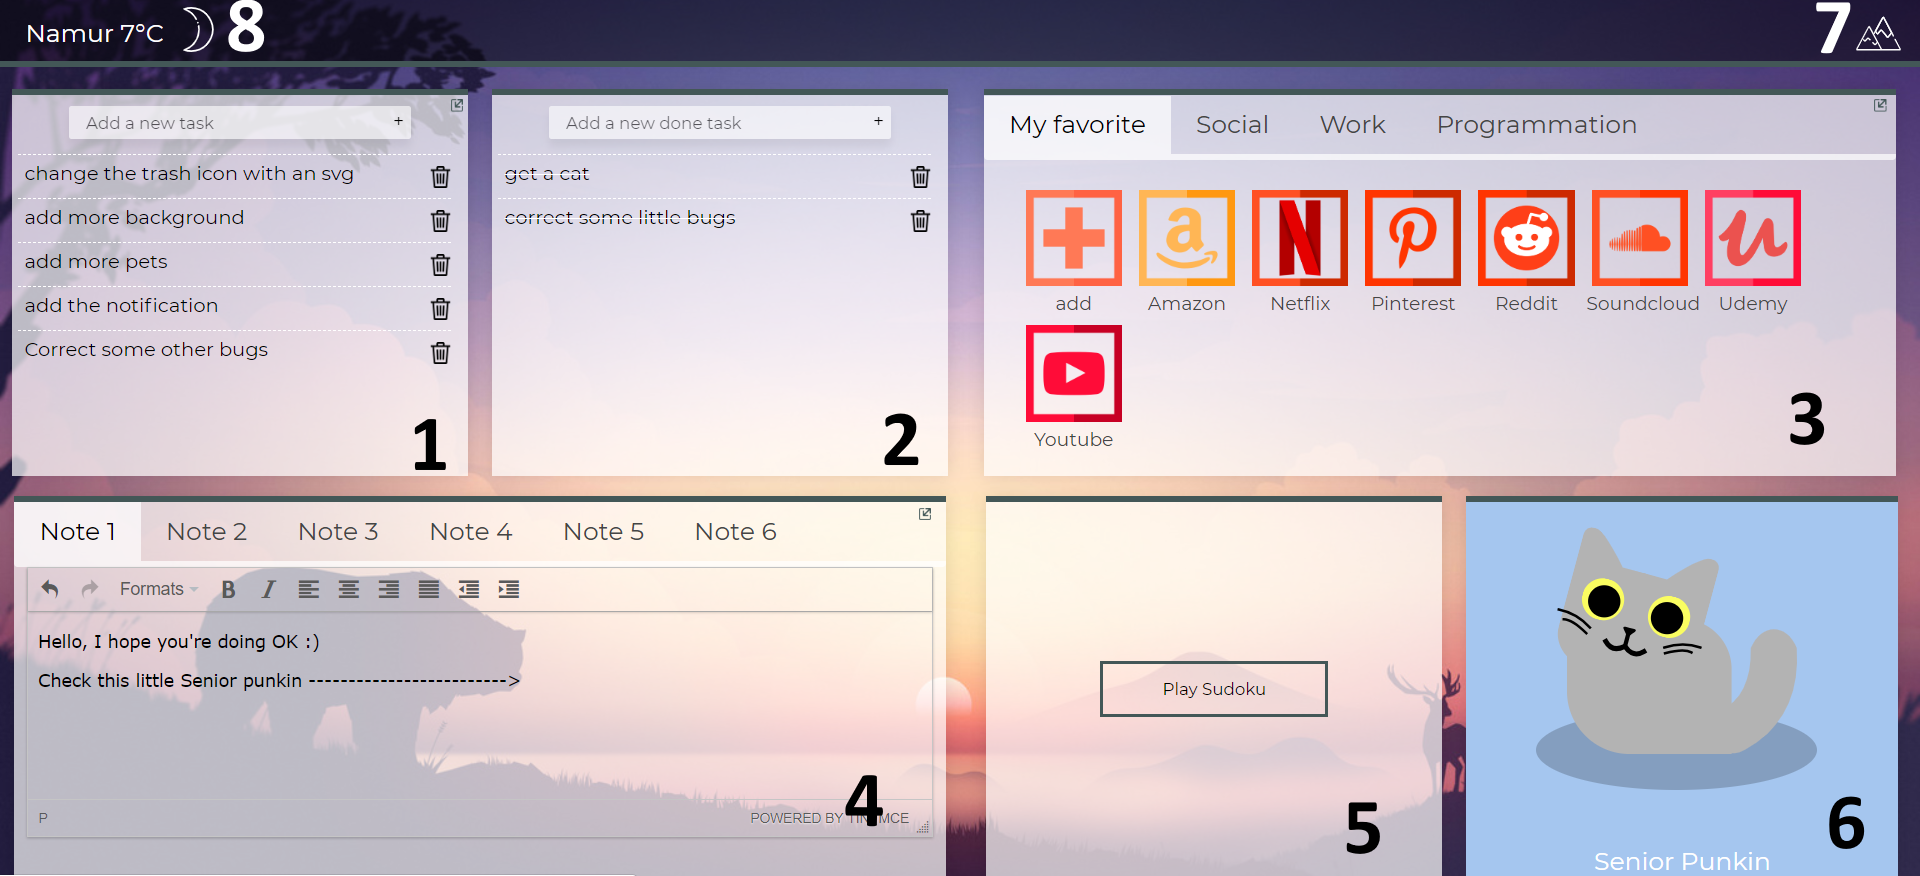 Namur 7°C
8
7
Add a new task +
change the trash icon with an svg
add more background
add more pets
add the notification
Correct some other bugs
1
Add a new done task +
get a cat
correct some little bugs
2
My favorite Social Work Programmation
add Amazon Netflix Pinterest Reddit Soundcloud Udemy
Youtube
3
Note 1 Note 2 Note 3 Note 4 Note 5 Note 6
Formats B I
Hello, I hope you're doing OK :)
Check this little Senior punkin ------------------------->
P
POWERED BY TINYMCE
4
Play Sudoku
5
6
Senior Punkin